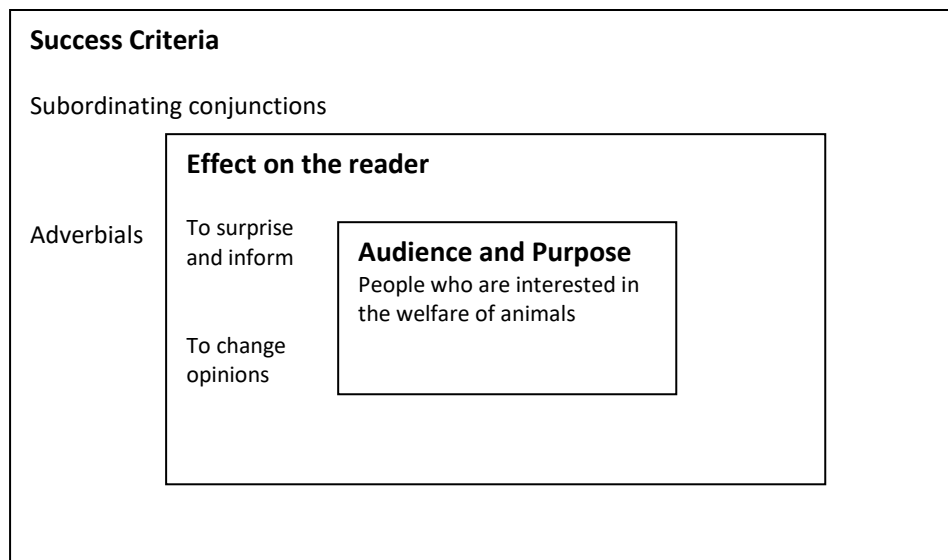 Success Criteria
Subordinating conjunctions
Effect on the reader
Adverbials
To surprise
and inform
To change
opinions
Audience and Purpose
People who are interested in
the welfare of animals